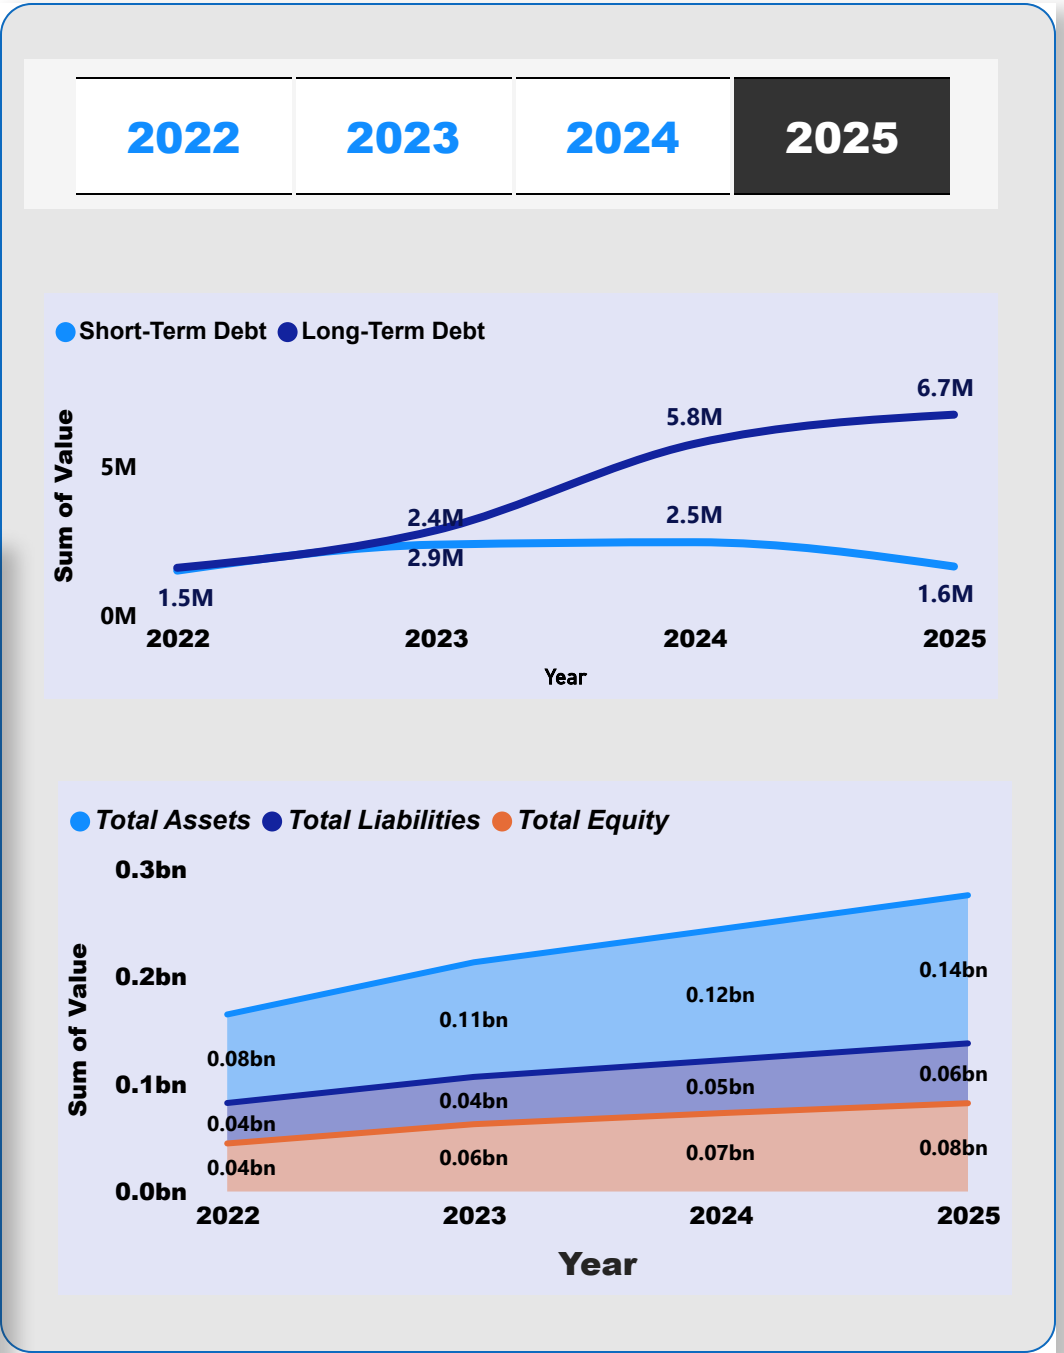 2022 2023 2024 2025
Short-Term Debt Long-Term Debt
6.7M
5.8M
5M
2.4M
2.5M
2.9M
1.5M
1.6M
0M
Sum of Value
2022 2023 2024 2025
Year
Total Assets Total Liabilities Total Equity
0.3bn
0.2bn
0.1bn
0.0bn
Sum of Value
0.08bn 0.11bn 0.12bn 0.14bn
0.04bn 0.04bn 0.05bn 0.06bn
0.04bn 0.06bn 0.07bn 0.08bn
2022 2023 2024 2025
Year